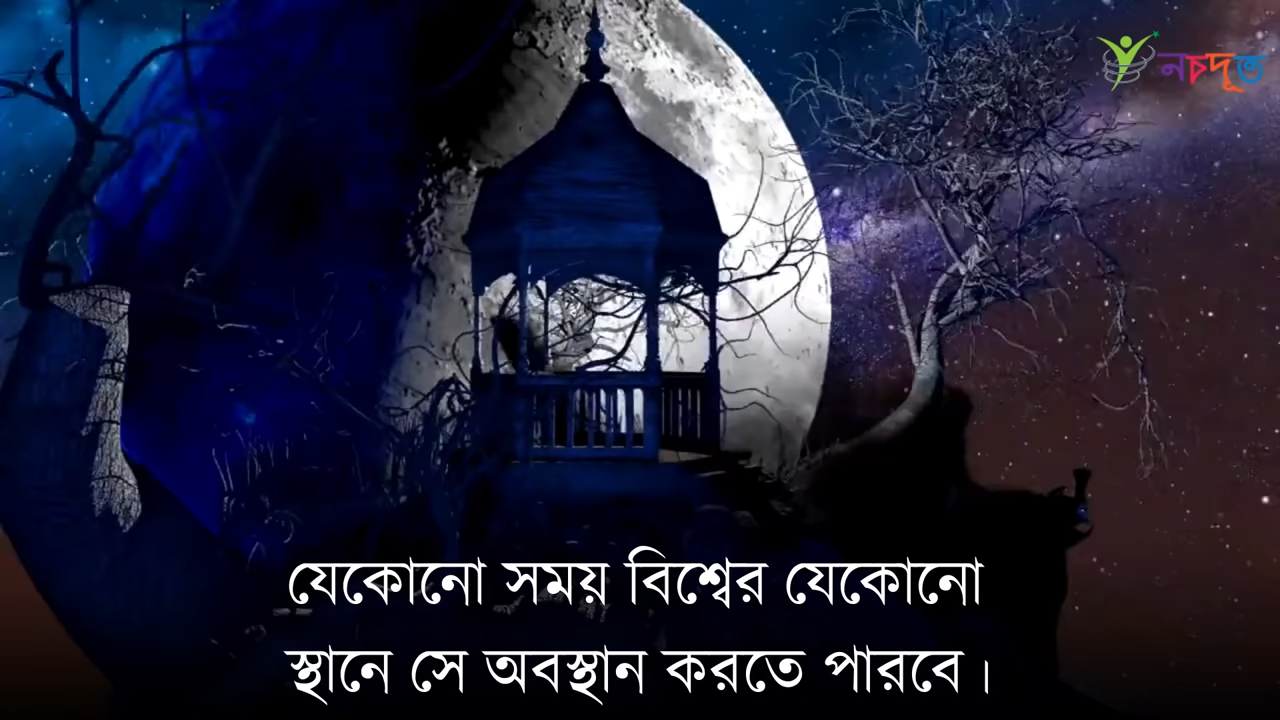 নচদূত
যেকোনো সময় বিশ্বের যেকোনো
স্থানে সে অবস্থান করতে পারবে।